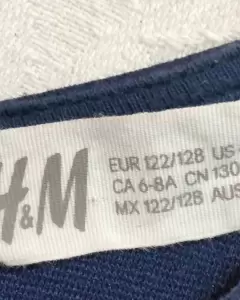 H&M
EUR 122/128 US
CA 6-8A CN 130
MX 122/128 AUS